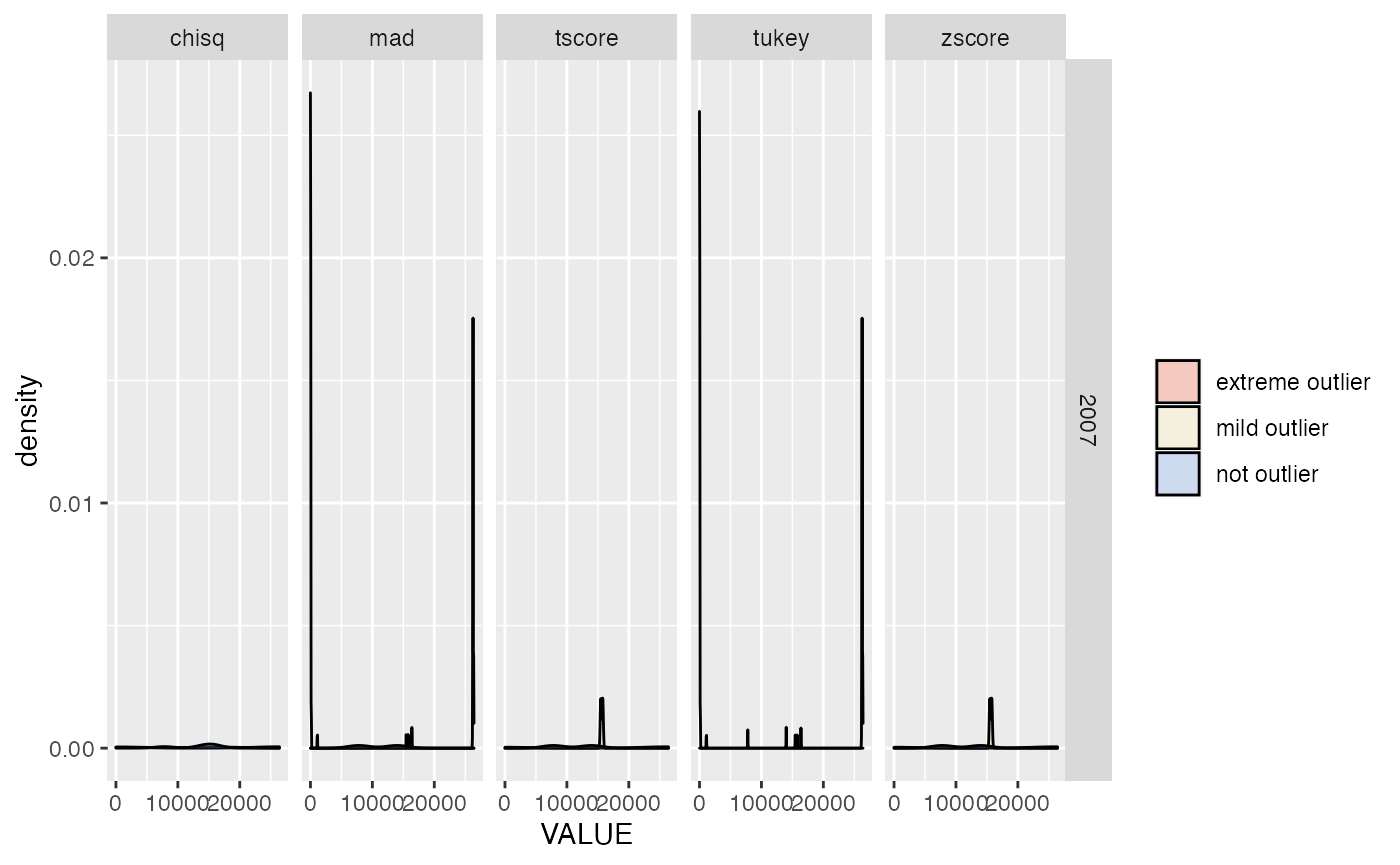 chisq mad tscore tukey zscore
2007
density
0.02
0.01
0.00
0 10000 20000 0 10000 20000 0 10000 20000 0 10000 20000 0 10000 20000
VALUE
extreme outlier
mild outlier
not outlier